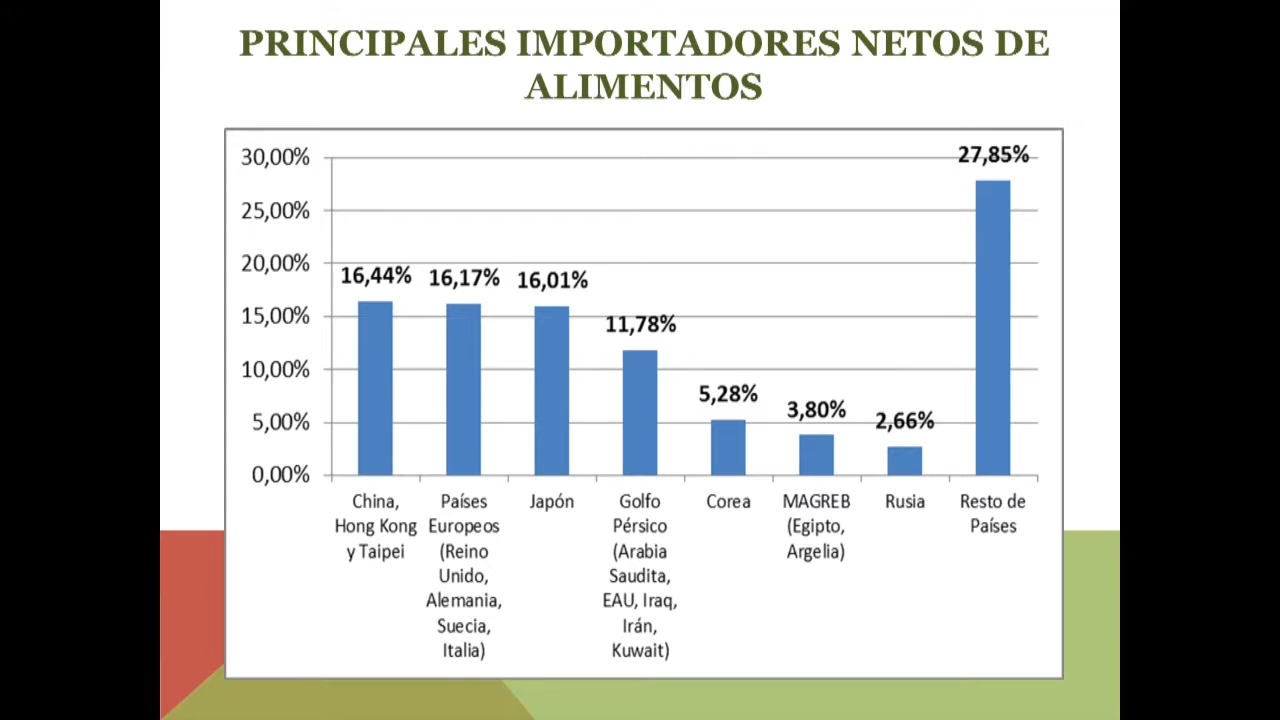 PRINCIPALES IMPORTADORES NETOS DE
ALIMENTOS
30,00%
25,00%
20,00%
15,00%
10,00%
5,00%
0,00%
16,44%
16,17%
16,01%
11,78%
5,28%
3,80%
2,66%
27,85%
China,
Hong Kong
y Taipei
Países
Europeos
(Reino
Unido,
Alemania,
Suecia,
Italia)
Japón
Golfo
Pérsico
(Arabia
Saudita,
EAU, Iraq,
Irán,
Kuwait)
Corea
MAGREB
(Egipto,
Argelia)
Rusia
Resto de
Países